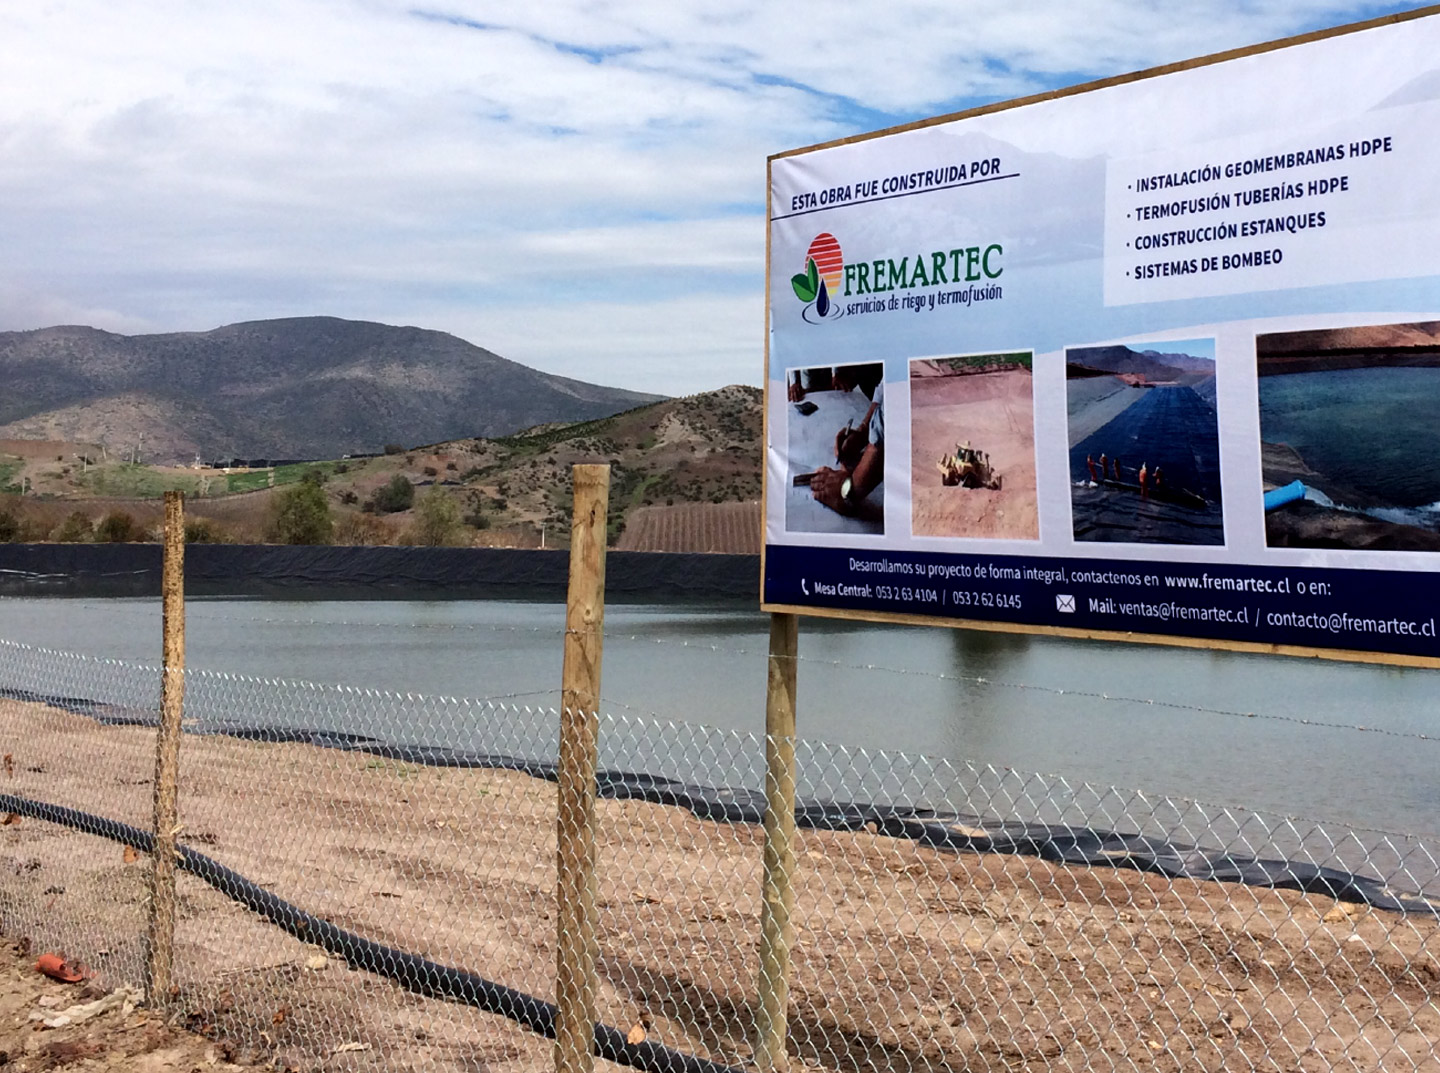 ESTA OBRA FUE CONSTRUIDA POR
FREMARTEC
servicios de riego y termofusión
· INSTALACIÓN GEOMEMBRANAS HDPE
· TERMOFUSIÓN TUBERÍAS HDPE
· CONSTRUCCIÓN ESTANQUES
· SISTEMAS DE BOMBEO
Desarrollamos su proyecto de forma integral, contactenos en www.fremartec.cl o en:
Mesa Central: 053 2 63 4104 / 053 2 62 6145 Mail: ventas@fremartec.cl / contacto@fremartec.cl